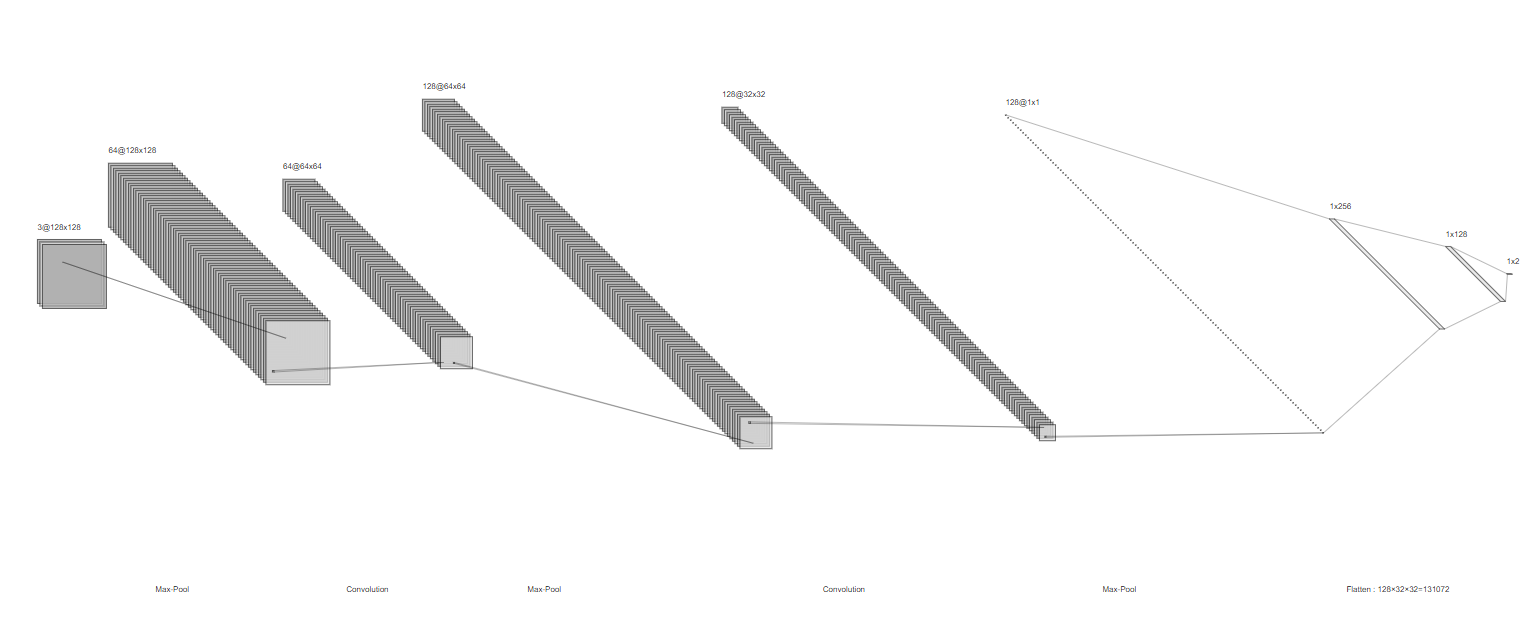 3@128x128
64@128x128
64@64x64
128@64x64
128@32x32
128@1x1
1x256
1x128
1x2
Max-Pool
Convolution
Max-Pool
Convolution
Max-Pool
Flatten : 128×32×32=131072